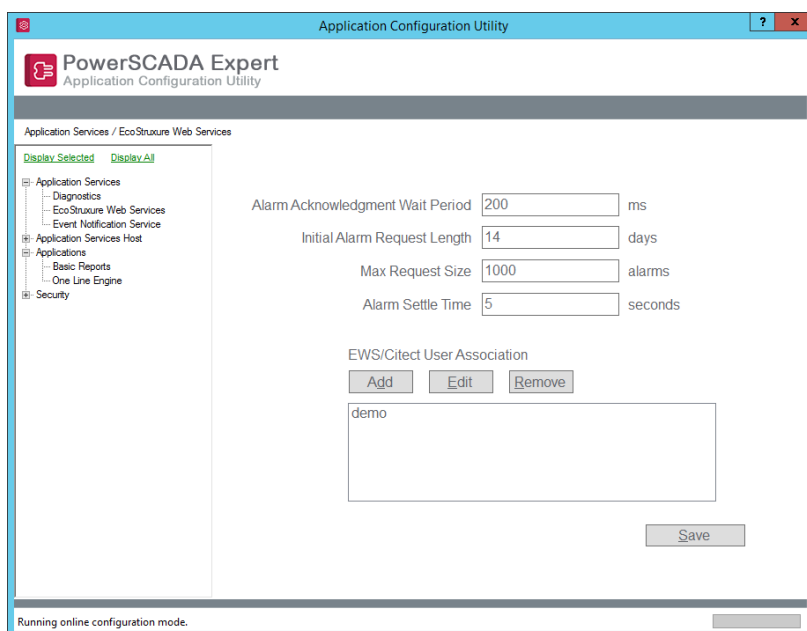 Application Configuration Utility
? x
PowerSCADA Expert
Application Configuration Utility
Application Services / EcoStruxure Web Services
Display Selected Display All
Application Services
Diagnostics
EcoStruxure Web Services
Event Notification Service
Application Services Host
Applications
Basic Reports
One Line Engine
Security
Alarm Acknowledgment Wait Period 200 ms
Initial Alarm Request Length 14 days
Max Request Size 1000 alarms
Alarm Settle Time 5 seconds
EWS/Citect User Association
Add Edit Remove
demo
Save
Running online configuration mode.